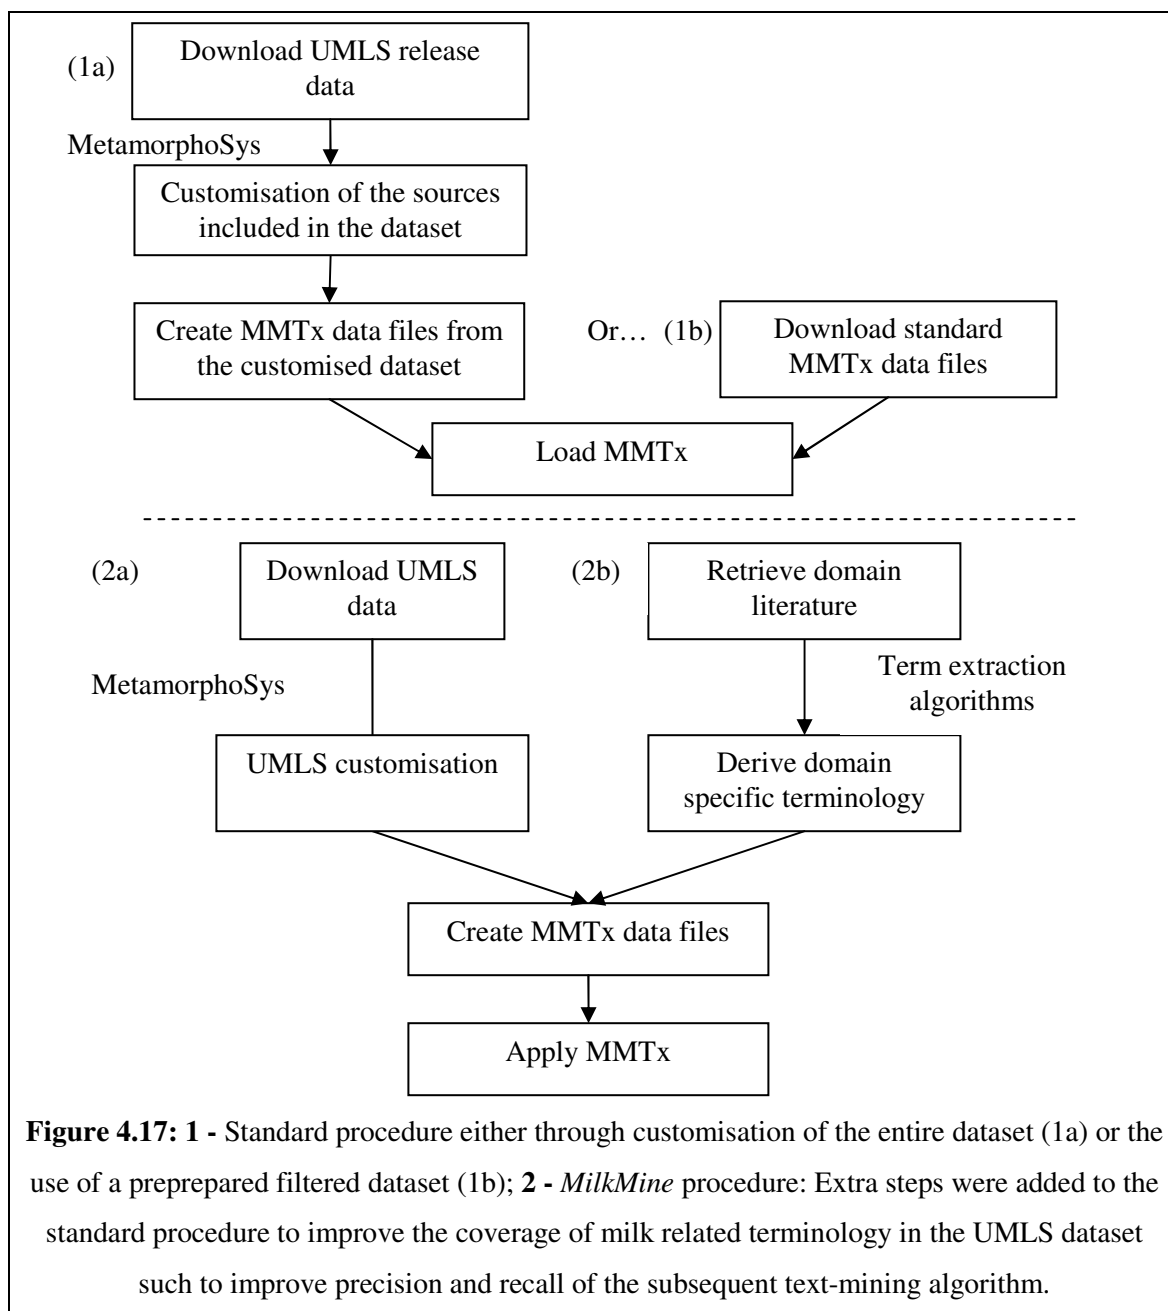 (1a)
Download UMLS release
data
MetamorphoSys
Customisation of the sources
included in the dataset
Create MMTx data files from
the customised dataset
Or… (1b)
Download standard
MMTx data files
Load MMTx
(2a)
Download UMLS
data
(2b)
Retrieve domain
literature
MetamorphoSys
Term extraction
algorithms
UMLS customisation
Derive domain
specific terminology
Create MMTx data files
Apply MMTx
Figure 4.17: 1 - Standard procedure either through customisation of the entire dataset (1a) or the
use of a preprepared filtered dataset (1b); 2 - MilkMine procedure: Extra steps were added to the
standard procedure to improve the coverage of milk related terminology in the UMLS dataset
such to improve precision and recall of the subsequent text-mining algorithm.